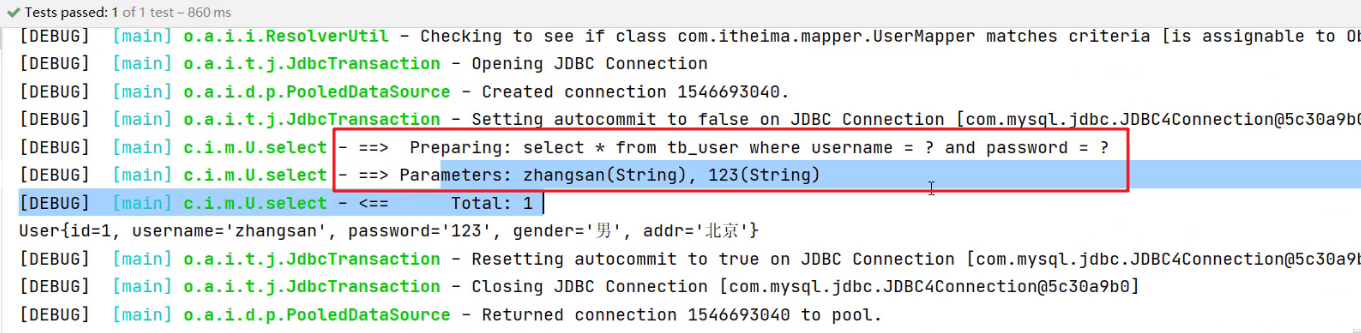 Tests passed: 1 of 1 test – 860 ms
[DEBUG] [main] o.a.i.i.ResolverUtil - Checking to see if class com.itheima.mapper.UserMapper matches criteria [is assignable to Ob
[DEBUG] [main] o.a.i.t.j.JdbcTransaction - Opening JDBC Connection
[DEBUG] [main] o.a.i.d.p.PooledDataSource - Created connection 1546693040.
[DEBUG] [main] o.a.i.t.j.JdbcTransaction - Setting autocommit to false on JDBC Connection [com.mysql.jdbc.JDBC4Connection@5c30a9b0
[DEBUG] [main] c.i.m.U.select - ==>  Preparing: select * from tb_user where username = ? and password = ?
[DEBUG] [main] c.i.m.U.select - ==> Parameters: zhangsan(String), 123(String)
[DEBUG] [main] c.i.m.U.select - <==      Total: 1
User{id=1, username='zhangsan', password='123', gender='男', addr='北京'}
[DEBUG] [main] o.a.i.t.j.JdbcTransaction - Resetting autocommit to true on JDBC Connection [com.mysql.jdbc.JDBC4Connection@5c30a9b
[DEBUG] [main] o.a.i.t.j.JdbcTransaction - Closing JDBC Connection [com.mysql.jdbc.JDBC4Connection@5c30a9b0]
[DEBUG] [main] o.a.i.d.p.PooledDataSource - Returned connection 1546693040 to pool.